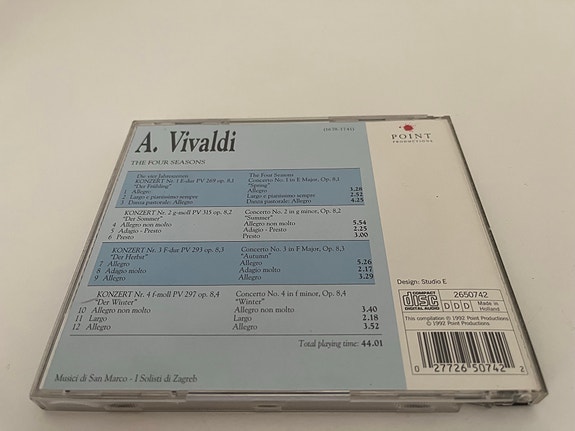 (1678-1741)
A. Vivaldi
THE FOUR SEASONS
Die vier Jahreszeiten The Four Seasons
KONZERT Nr. 1 E-dur PV 269 op. 8,1 Concerto No. 1 in E Major, Op. 8,1
"Der Frühling" "Spring"
1 Allegro Allegro 3.28
2 Largo e pianissimo sempre Largo e pianissimo sempre 2.52
3 Danza pastorale: Allegro Danza pastorale: Allegro 4.25
KONZERT Nr. 2 g-moll PV 315 op. 8,2 Concerto No. 2 in g minor, Op. 8,2
"Der Sommer" "Summer"
4 Allegro non molto Allegro non molto 5.54
5 Adagio - Presto Adagio - Presto 2.25
6 Presto Presto 3.00
KONZERT Nr. 3 F-dur PV 293 op. 8,3 Concerto No. 3 in F Major, Op. 8,3
"Der Herbst" "Autumn"
7 Allegro Allegro 5.26
8 Adagio molto Adagio molto 2.17
9 Allegro Allegro 3.29
KONZERT Nr. 4 f-moll PV 297 op. 8,4 Concerto No. 4 in f minor, Op. 8,4
"Der Winter" "Winter"
10 Allegro non molto Allegro non molto 3.40
11 Largo Largo 2.18
12 Allegro Allegro 3.52
Total playing time: 44.01
Musici di San Marco - I Solisti di Zagreb
POINT
PRODUCTIONS
Design: Studio E
COMPACT
disc
DIGITAL AUDIO
2650742
DDD
Made in
Holland
This compilation ℗ 1992 Point Productions
© 1992 Point Productions
0 27726 50742 2